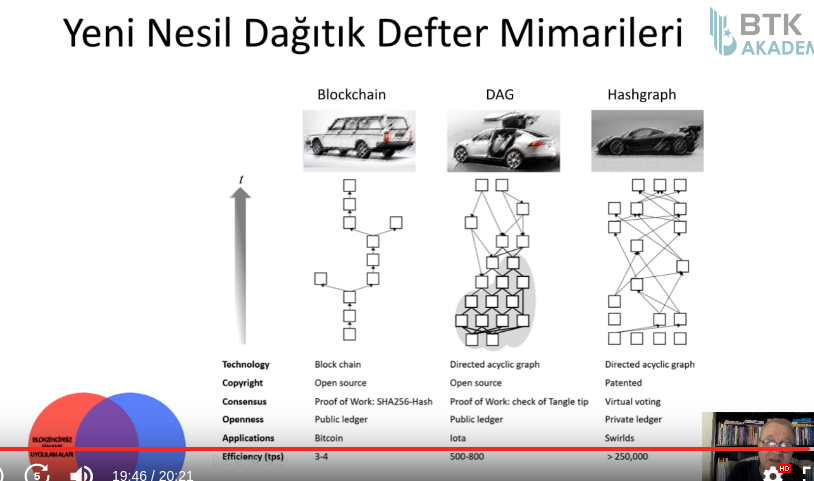 Yeni Nesil Dağıtık Defter Mimarileri
BTK
AKADEM
Blockchain DAG Hashgraph
t
Technology Block chain Directed acyclic graph Directed acyclic graph
Copyright Open source Open source Patented
Consensus Proof of Work: SHA256-Hash Proof of Work: check of Tangle tip Virtual voting
Openness Public ledger Public ledger Private ledger
Applications Bitcoin Iota Swirlds
Efficiency (tps) 3-4 500-800 > 250,000
BLOKZİNCİRSİZ
UYGULAMALARI
5 19:46 / 20:21 HD